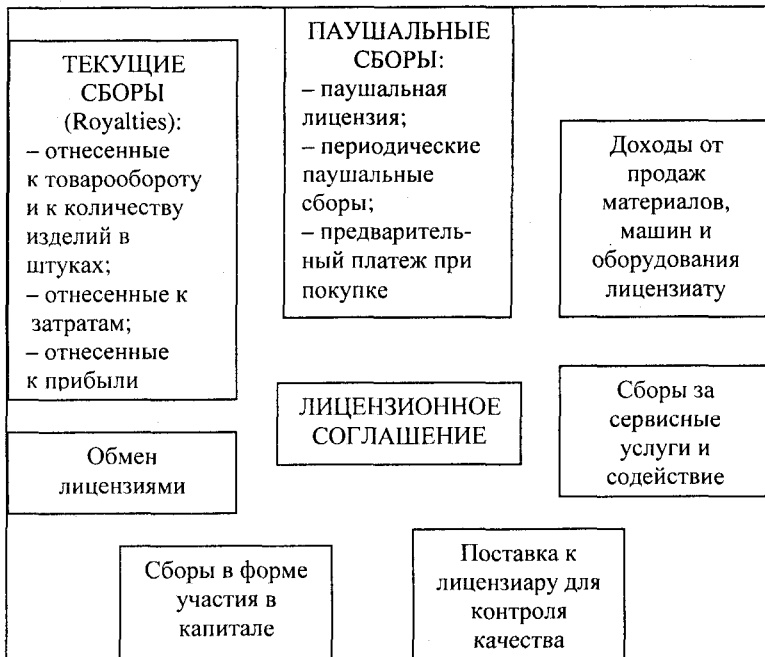 ТЕКУЩИЕ
СБОРЫ
(Royalties):
– отнесенные
к товарообороту
и к количеству
изделий в
штуках;
– отнесенные к
затратам;
– отнесенные
к прибыли
ПАУШАЛЬНЫЕ
СБОРЫ:
– паушальная
лицензия;
– периодические
паушальные
сборы;
– предваритель-
ный платеж при
покупке
Доходы от
продаж
материалов,
машин и
оборудования
лицензиату
ЛИЦЕНЗИОННОЕ
СОГЛАШЕНИЕ
Сборы за
сервисные
услуги и
содействие
Обмен
лицензиями
Сборы в форме
участия в
капитале
Поставка к
лицензиару для
контроля
качества